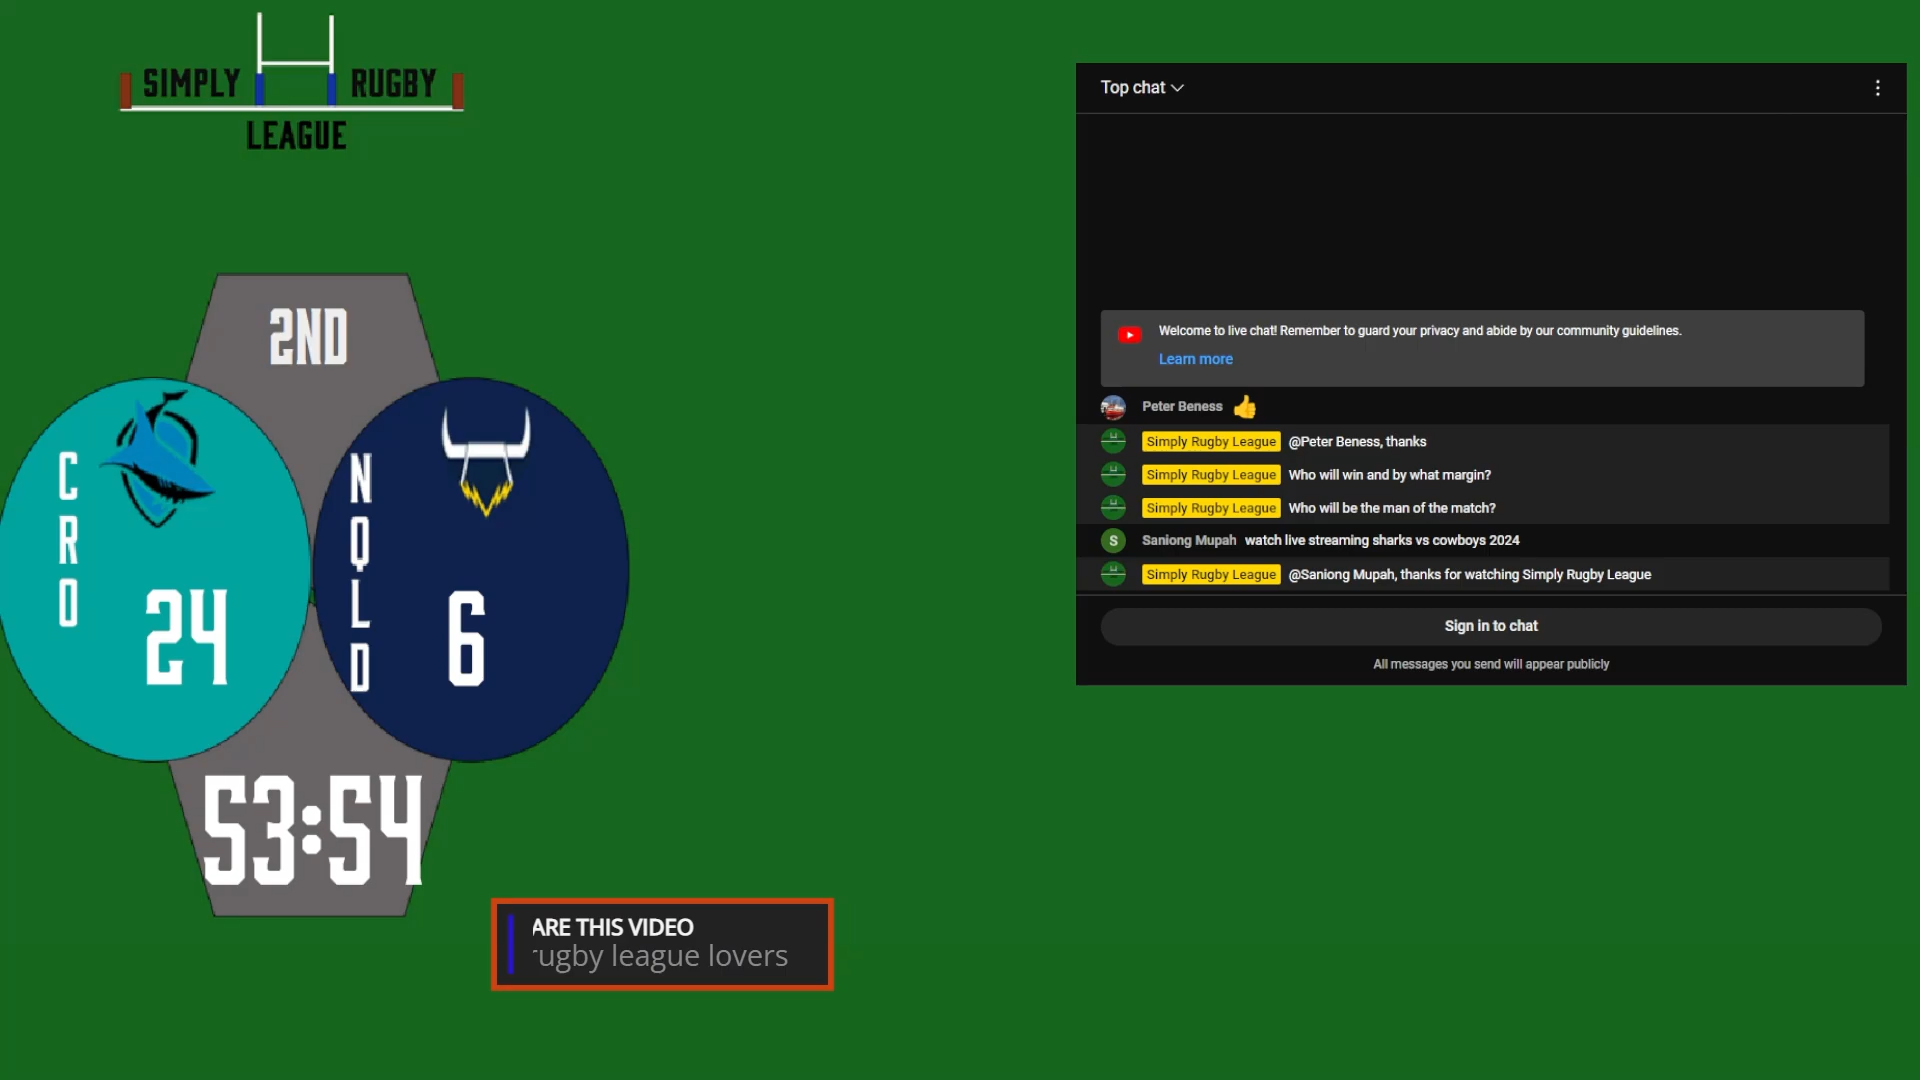 SIMPLY RUGBY
LEAGUE
2ND
CRO
24
NQLD
6
53:54
ARE THIS VIDEO
rugby league lovers
Top chat
Welcome to live chat! Remember to guard your privacy and abide by our community guidelines.
Learn more
Peter Beness
Simply Rugby League @Peter Beness, thanks
Simply Rugby League Who will win and by what margin?
Simply Rugby League Who will be the man of the match?
S Saniong Mupah watch live streaming sharks vs cowboys 2024
Simply Rugby League @Saniong Mupah, thanks for watching Simply Rugby League
Sign in to chat
All messages you send will appear publicly